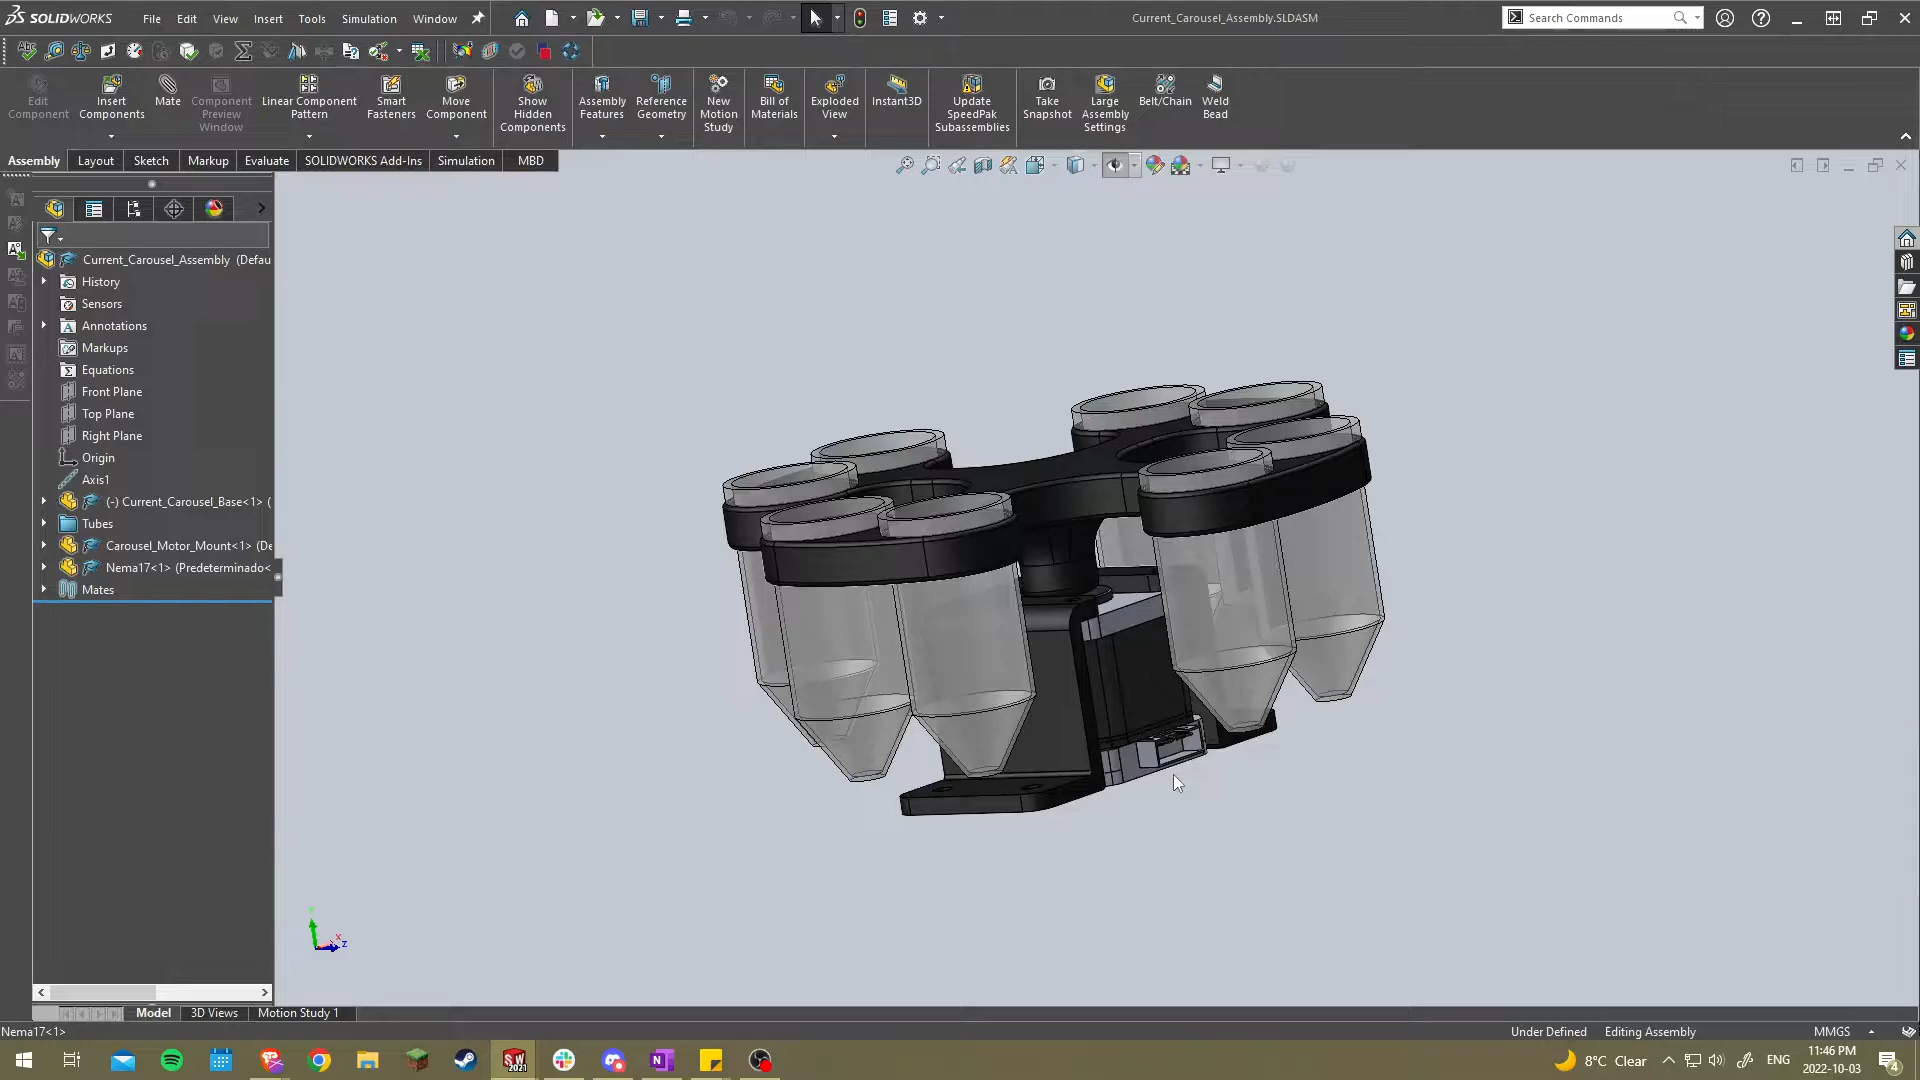 SOLIDWORKS File Edit View Insert Tools Simulation Window Current_Carousel_Assembly.SLDASM Search Commands
Edit Component
Insert Components
Mate
Component Preview Window
Linear Component Pattern
Smart Fasteners
Move Component
Show Hidden Components
Assembly Features
Reference Geometry
New Motion Study
Bill of Materials
Exploded View
Instant3D
Update SpeedPak Subassemblies
Take Snapshot
Large Assembly Settings
Belt/Chain
Weld Bead
Assembly Layout Sketch Markup Evaluate SOLIDWORKS Add-Ins Simulation MBD
Current_Carousel_Assembly (Defau
History
Sensors
Annotations
Markups
Equations
Front Plane
Top Plane
Right Plane
Origin
Axis1
(-) Current_Carousel_Base<1> (
Tubes
Carousel_Motor_Mount<1> (De
Nema17<1> (Predeterminado<
Mates
x
z
Model 3D Views Motion Study 1
Nema17<1> Under Defined Editing Assembly MMGS
8°C Clear ENG 11:46 PM
2022-10-03
4